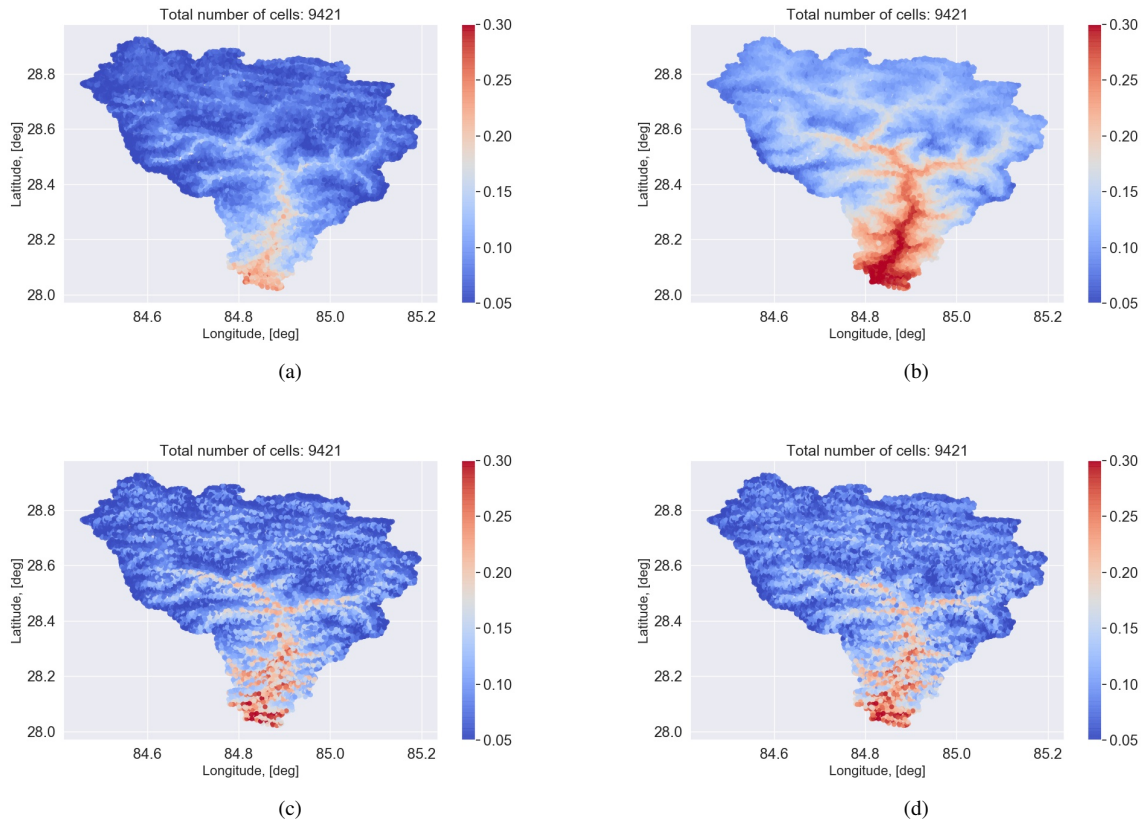 Total number of cells: 9421
Total number of cells: 9421
0.30
0.30
28.8
28.8
0.25
0.25
28.6
28.6
0.20
0.20
Latitude, [deg]
Latitude, [deg]
28.4
28.4
0.15
0.15
28.2
28.2
0.10
0.10
28.0
28.0
0.05
0.05
84.6 84.8 85.0 85.2
84.6 84.8 85.0 85.2
Longitude, [deg]
Longitude, [deg]
(a)
(b)
Total number of cells: 9421
Total number of cells: 9421
0.30
0.30
28.8
28.8
0.25
0.25
28.6
28.6
0.20
0.20
Latitude, [deg]
Latitude, [deg]
28.4
28.4
0.15
0.15
28.2
28.2
0.10
0.10
28.0
28.0
0.05
0.05
84.6 84.8 85.0 85.2
84.6 84.8 85.0 85.2
Longitude, [deg]
Longitude, [deg]
(c)
(d)